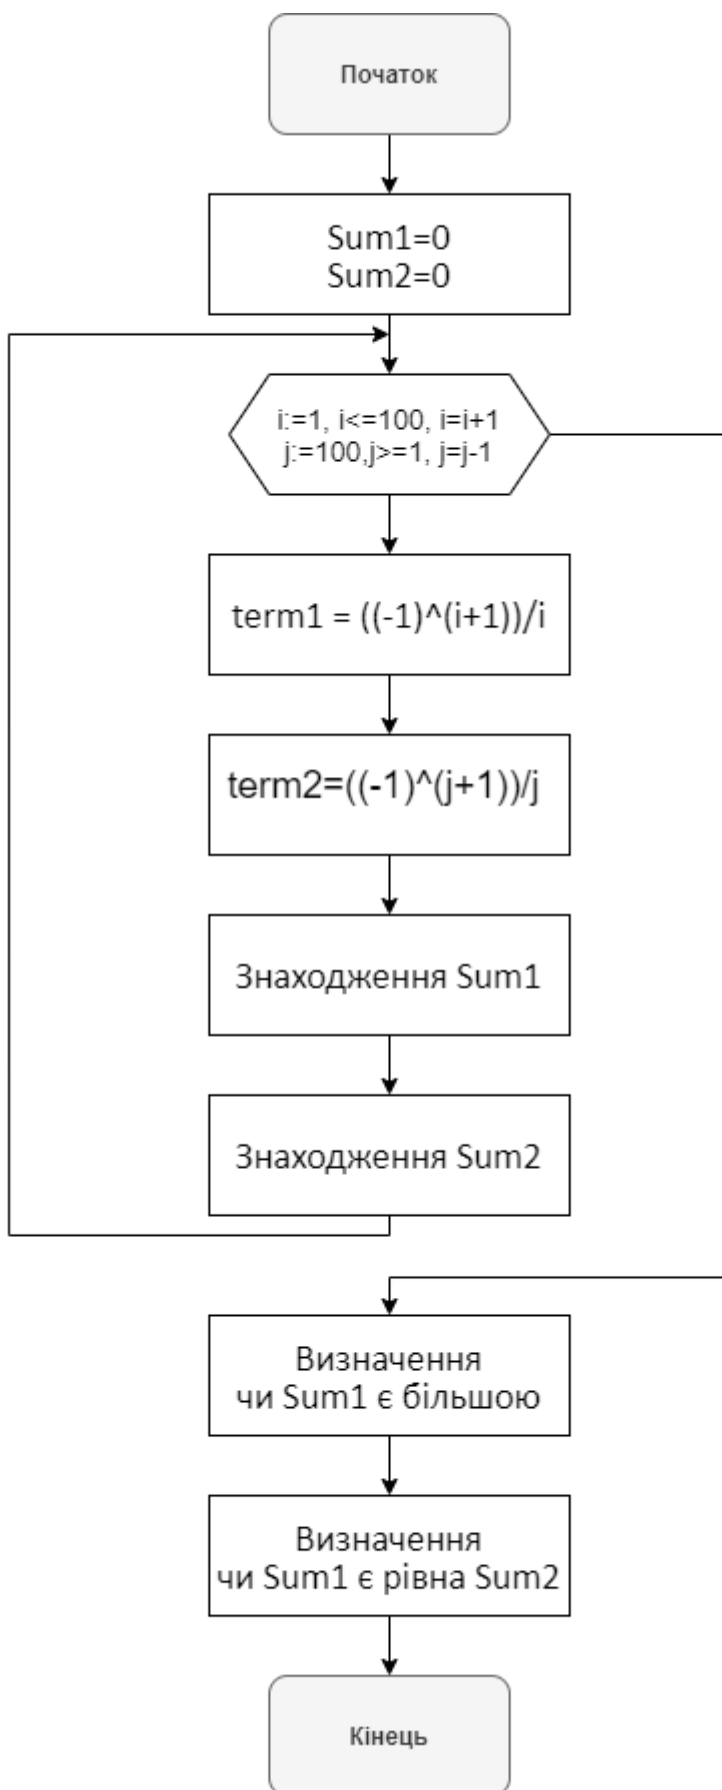 Початок
Sum1=0
Sum2=0
i:=1, i<=100, i=i+1
j:=100,j>=1, j=j-1
term1 = ((-1)^(i+1))/i
term2=((-1)^(j+1))/j
Знаходження Sum1
Знаходження Sum2
Визначення
чи Sum1 є більшою
Визначення
чи Sum1 є рівна Sum2
Кінець